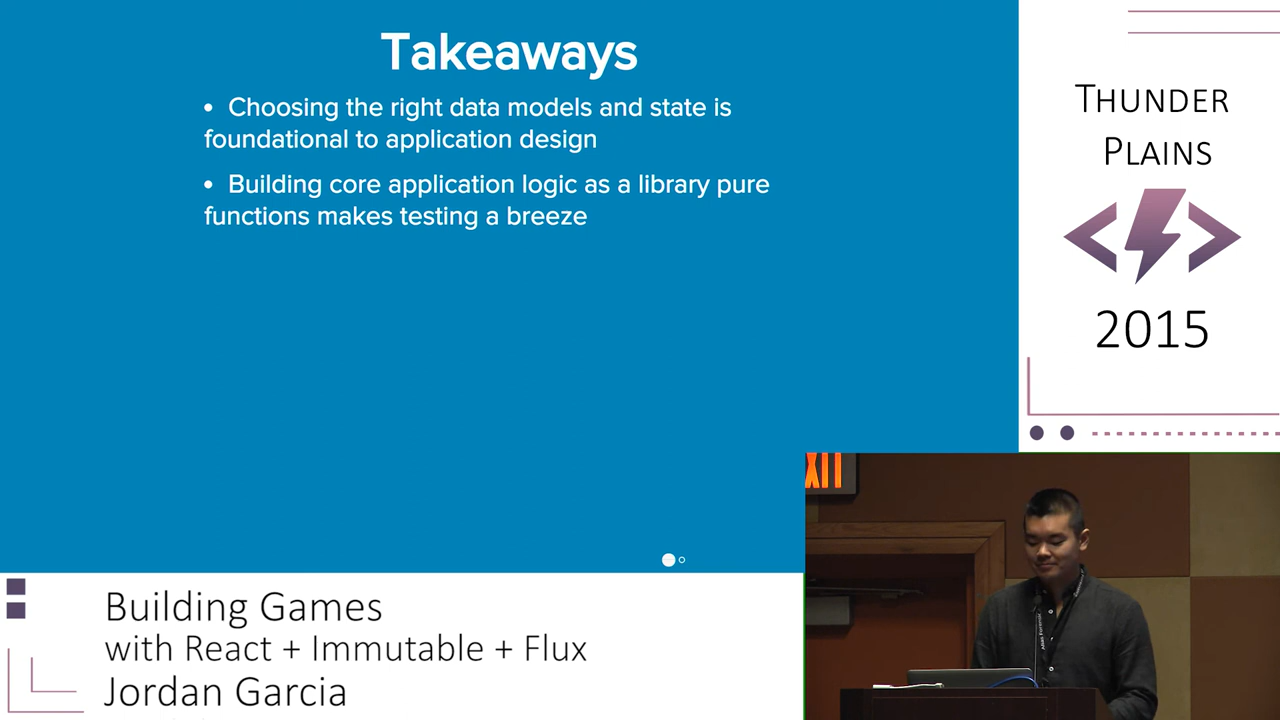 Takeaways
• Choosing the right data models and state is
foundational to application design
• Building core application logic as a library pure
functions makes testing a breeze
THUNDER
PLAINS
2015
XIT
Building Games
with React + Immutable + Flux
Jordan Garcia